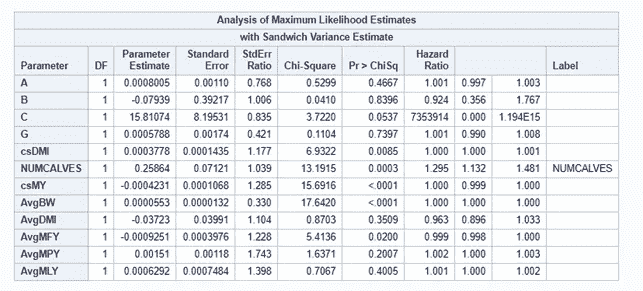 Analysis of Maximum Likelihood Estimates
with Sandwich Variance Estimate
Parameter DF Parameter Estimate Standard Error StdErr Ratio Chi-Square Pr > ChiSq Hazard Ratio Label
A 1 0.0008005 0.00110 0.768 0.5299 0.4667 1.001 0.997 1.003
B 1 -0.07939 0.39217 1.006 0.0410 0.8396 0.924 0.356 1.767
C 1 15.81074 8.19531 0.835 3.7220 0.0537 7353914 0.000 1.194E15
G 1 0.0005788 0.00174 0.421 0.1104 0.7397 1.001 0.990 1.008
csDMI 1 0.0003778 0.0001435 1.177 6.9322 0.0085 1.000 1.000 1.001
NUMCALVES 1 0.25864 0.07121 1.039 13.1915 0.0003 1.295 1.132 1.481 NUMCALVES
csMY 1 -0.0004231 0.0001068 1.285 15.6916 <.0001 1.000 0.999 1.000
AvgBW 1 0.0000553 0.0000132 0.330 17.6420 <.0001 1.000 1.000 1.000
AvgDMI 1 -0.03723 0.03991 1.104 0.8703 0.3509 0.963 0.896 1.033
AvgMFY 1 -0.0009251 0.0003976 1.228 5.4136 0.0200 0.999 0.998 1.000
AvgMPY 1 0.00151 0.00118 1.743 1.6371 0.2007 1.002 1.000 1.003
AvgMLY 1 0.0006292 0.0007484 1.398 0.7067 0.4005 1.001 1.000 1.002